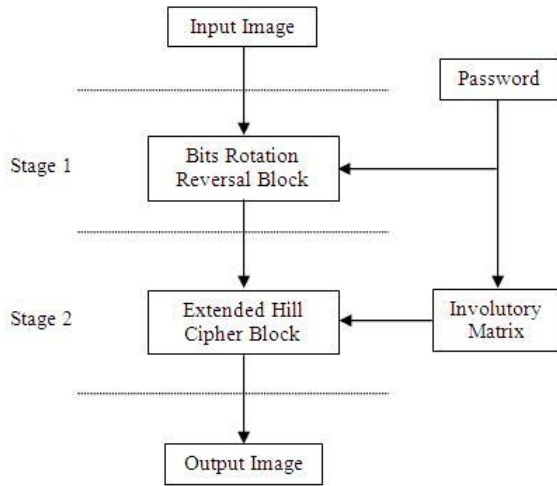 Input Image
Password
Stage 1
Bits Rotation
Reversal Block
Stage 2
Extended Hill
Cipher Block
Involutory
Matrix
Output Image